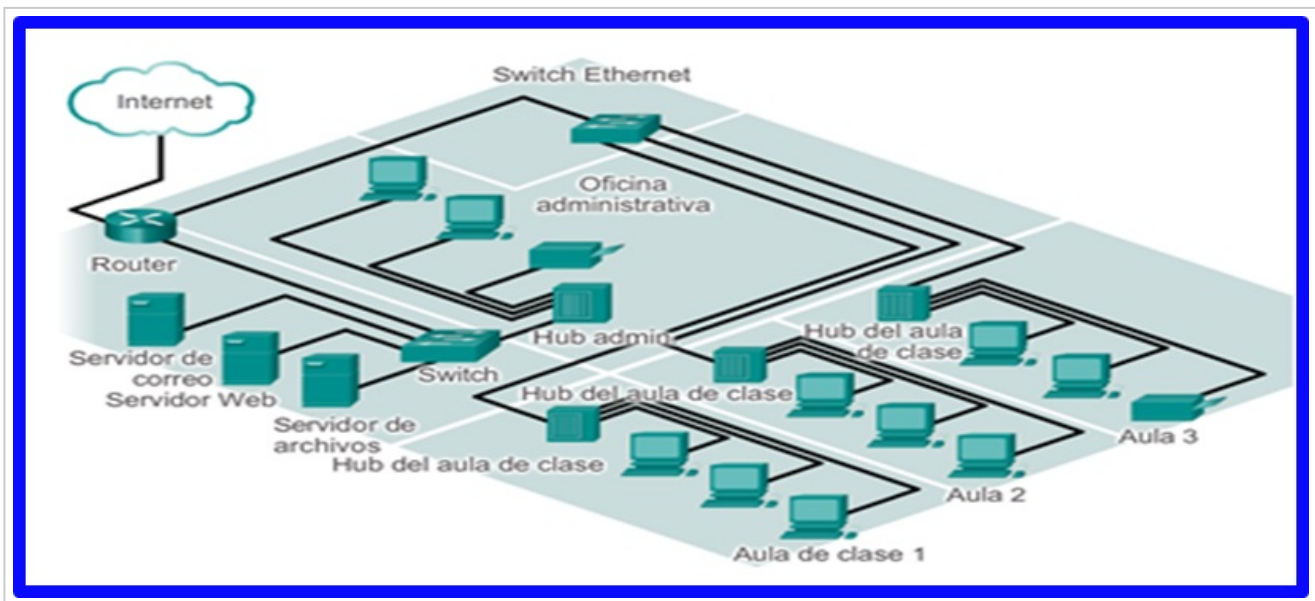 Switch Ethernet
Internet
Oficina
administrativa
Router
Hub admin
Hub del aula
de clase
Servidor de
correo
Servidor Web
Switch
Hub del aula de clase
Servidor de
archivos
Hub del aula de clase
Aula 3
Aula 2
Aula de clase 1